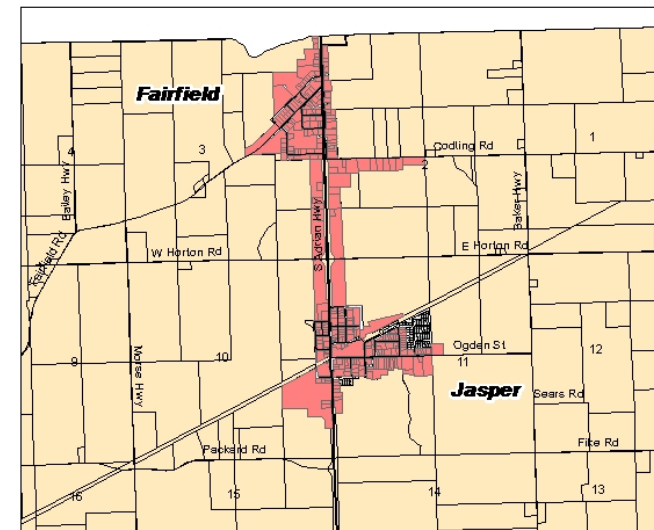 Fairfield
1
Codling Rd
4
3
2
Bailey Hwy
Baker Hwy
S Adrian Hwy
Fairfield Rd
W Horton Rd
E Horton Rd
Ogden St
9
10
11
12
Morse Hwy
Jasper
Sears Rd
Packard Rd
Fike Rd
16
15
14
13